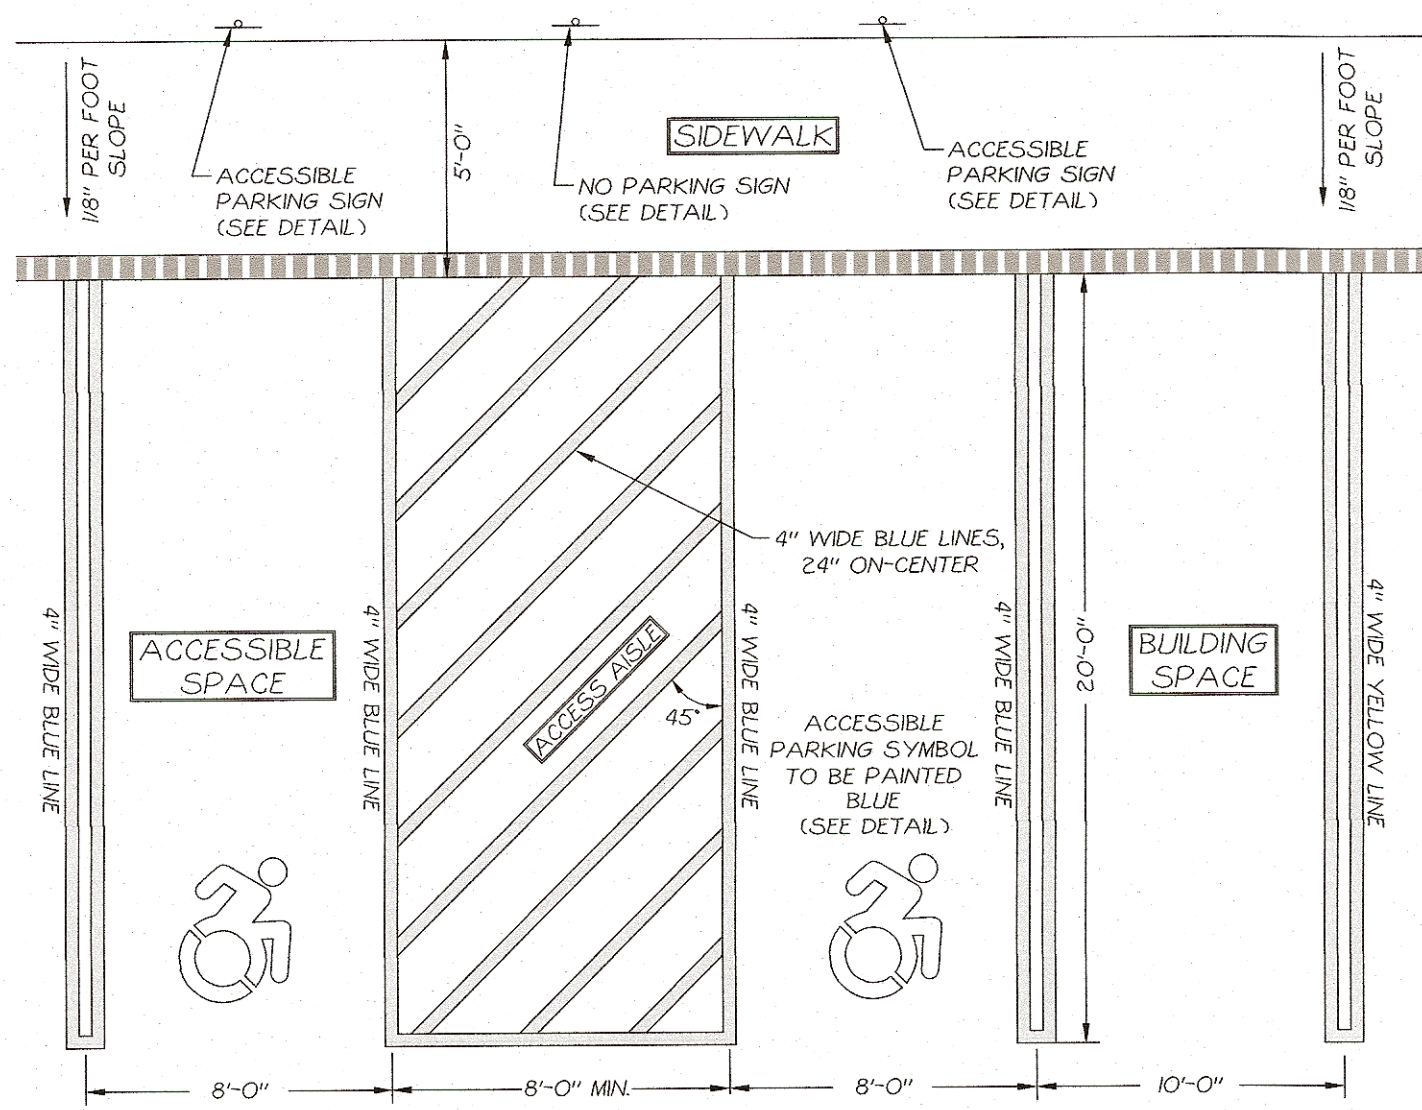 1/8" PER FOOT
SLOPE
ACCESSIBLE
PARKING SIGN
(SEE DETAIL)
5'-0"
NO PARKING SIGN
(SEE DETAIL)
SIDEWALK
ACCESSIBLE
PARKING SIGN
(SEE DETAIL)
1/8" PER FOOT
SLOPE
4" WIDE BLUE LINES,
24" ON-CENTER
4" WIDE BLUE LINE
ACCESSIBLE
SPACE
4" WIDE BLUE LINE
ACCESS AISLE
45°
4" WIDE BLUE LINE
ACCESSIBLE
PARKING SYMBOL
TO BE PAINTED
BLUE
(SEE DETAIL)
4" WIDE BLUE LINE
20'-0"
BUILDING
SPACE
4" WIDE YELLOW LINE
8'-0"
8'-0" MIN.
8'-0"
10'-0"